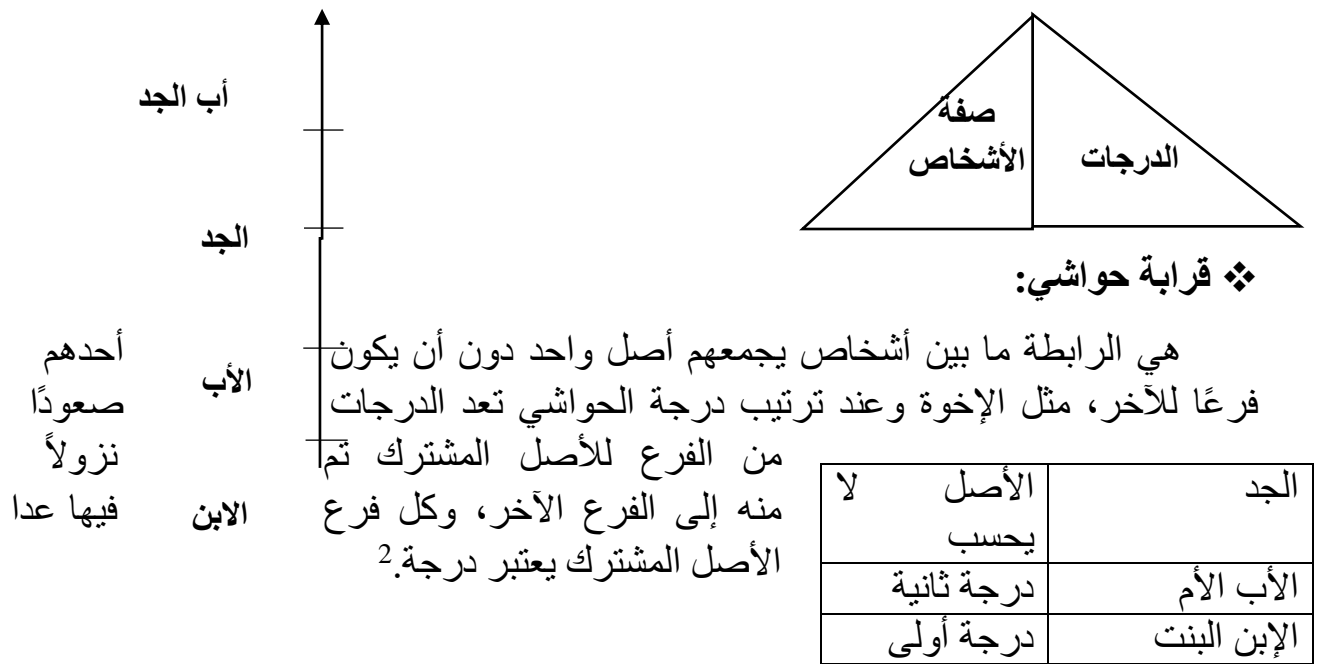 أب الجد
الجد
الأب
الابن
صفة
الأشخاص
الدرجات
❖ قرابة حواشي:
هي الرابطة ما بين أشخاص يجمعهم أصل واحد دون أن يكون أحدهم
فرعًا للآخر، مثل الإخوة وعند ترتيب درجة الحواشي تعد الدرجات صعودًا
من الفرع للأصل المشترك تم نزولاً
منه إلى الفرع الآخر، وكل فرع فيها عدا
الأصل المشترك يعتبر درجة.2
الجد الأصل لا
يحسب
الأب الأم درجة ثانية
الإبن البنت درجة أولى